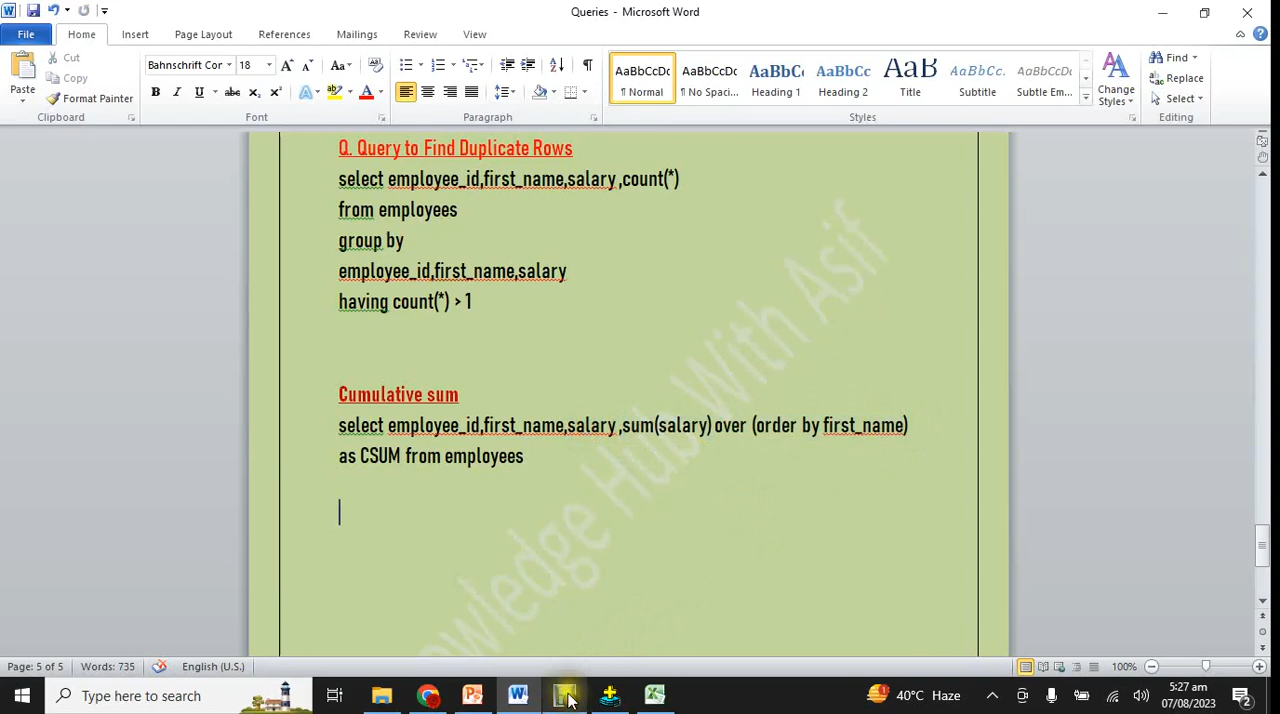 Queries - Microsoft Word
File Home Insert Page Layout References Mailings Review View
Cut
Copy
Format Painter
Paste
Bahnschrift Cor 18
AaBbCcDc AaBbCcDc AaBbCc AaBbCc AaB AaBbCc. AaBbCcDc
¶ Normal ¶ No Spaci... Heading 1 Heading 2 Title Subtitle Subtle Em...
Change Styles
Find
Replace
Select
Clipboard Font Paragraph Styles Editing
Q. Query to Find Duplicate Rows
select employee_id,first_name,salary ,count(*)
from employees
group by
employee_id,first_name,salary
having count(*) > 1
Cumulative sum
select employee_id,first_name,salary ,sum(salary) over (order by first_name)
as CSUM from employees
owledge Hub With Asif
Page: 5 of 5 Words: 735 English (U.S.) 100%
Type here to search
40°C Haze
5:27 am
07/08/2023
2